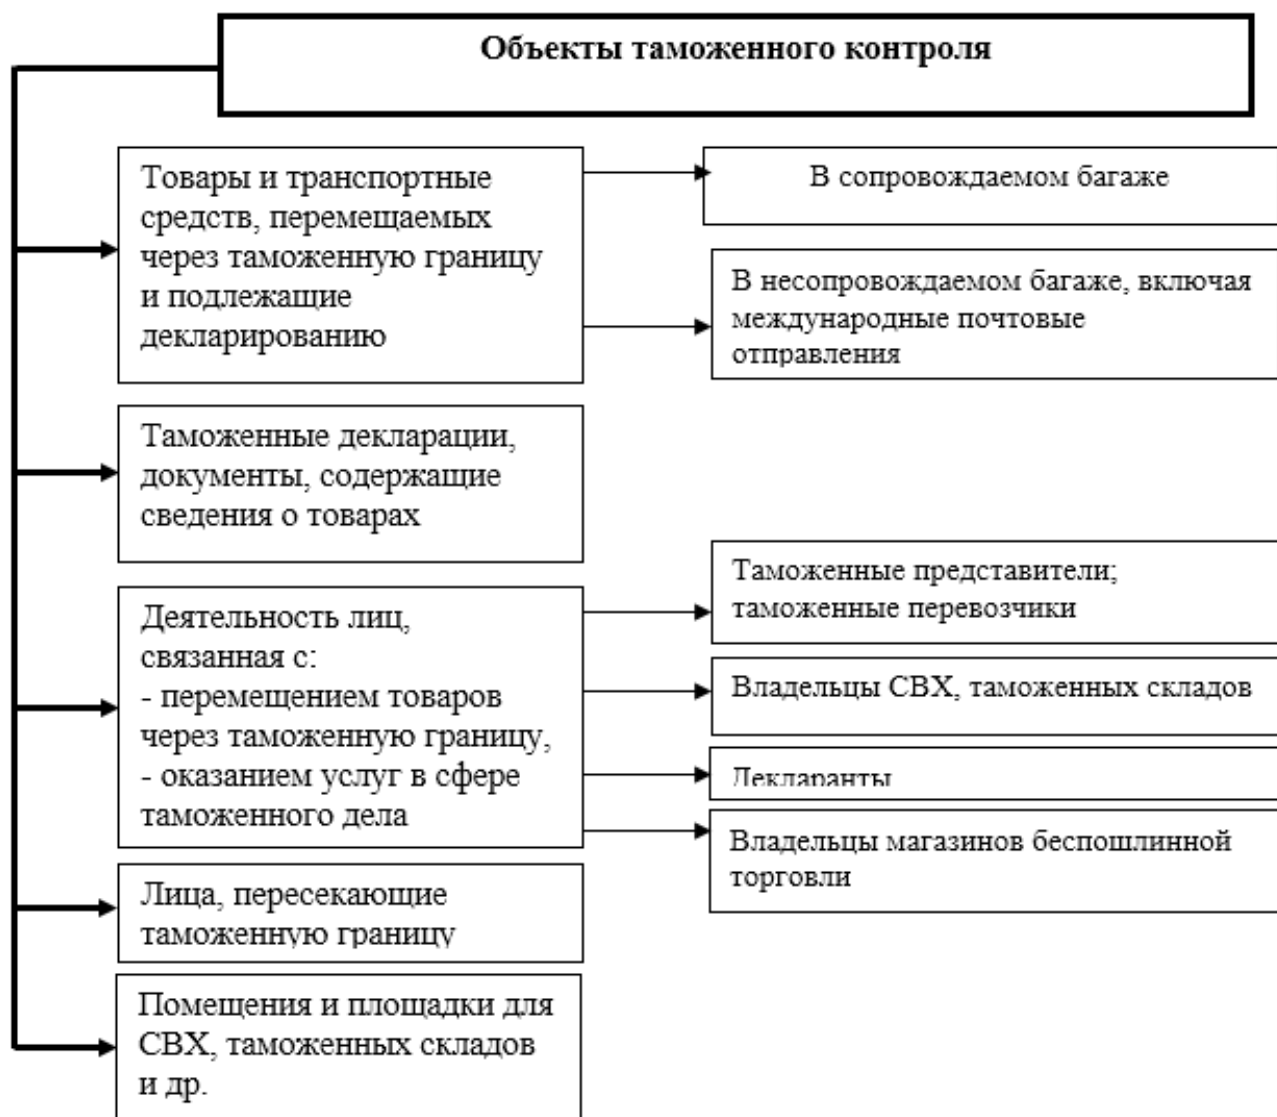 Объекты таможенного контроля
Товары и транспортные
средств, перемещаемых
через таможенную границу
и подлежащие
декларированию
В сопровождаемом багаже
В несопровождаемом багаже, включая
международные почтовые
отправления
Таможенные декларации,
документы, содержащие
сведения о товарах
Деятельность лиц,
связанная с:
- перемещением товаров
через таможенную границу,
- оказанием услуг в сфере
таможенного дела
Таможенные представители;
таможенные перевозчики
Владельцы СВХ, таможенных складов
Декларанты
Владельцы магазинов беспошлинной
торговли
Лица, пересекающие
таможенную границу
Помещения и площадки для
СВХ, таможенных складов
и др.